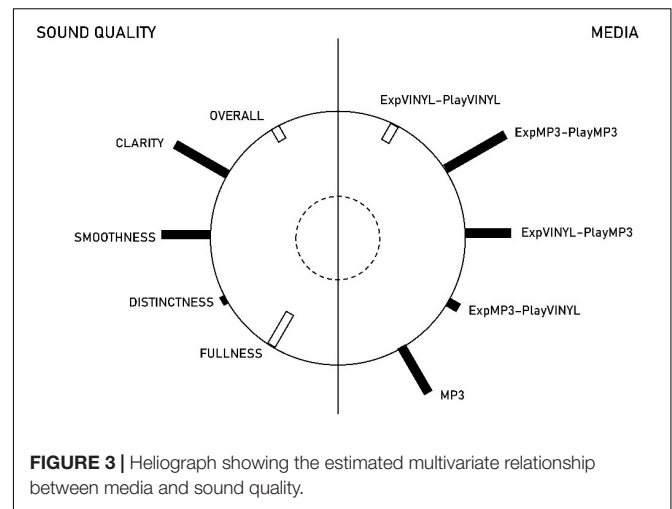 SOUND QUALITY
MEDIA
OVERALL
CLARITY
SMOOTHNESS
DISTINCTNESS
FULLNESS
ExpVINYL–PlayVINYL
ExpMP3–PlayMP3
ExpVINYL–PlayMP3
ExpMP3–PlayVINYL
MP3
FIGURE 3 | Heliograph showing the estimated multivariate relationship
between media and sound quality.